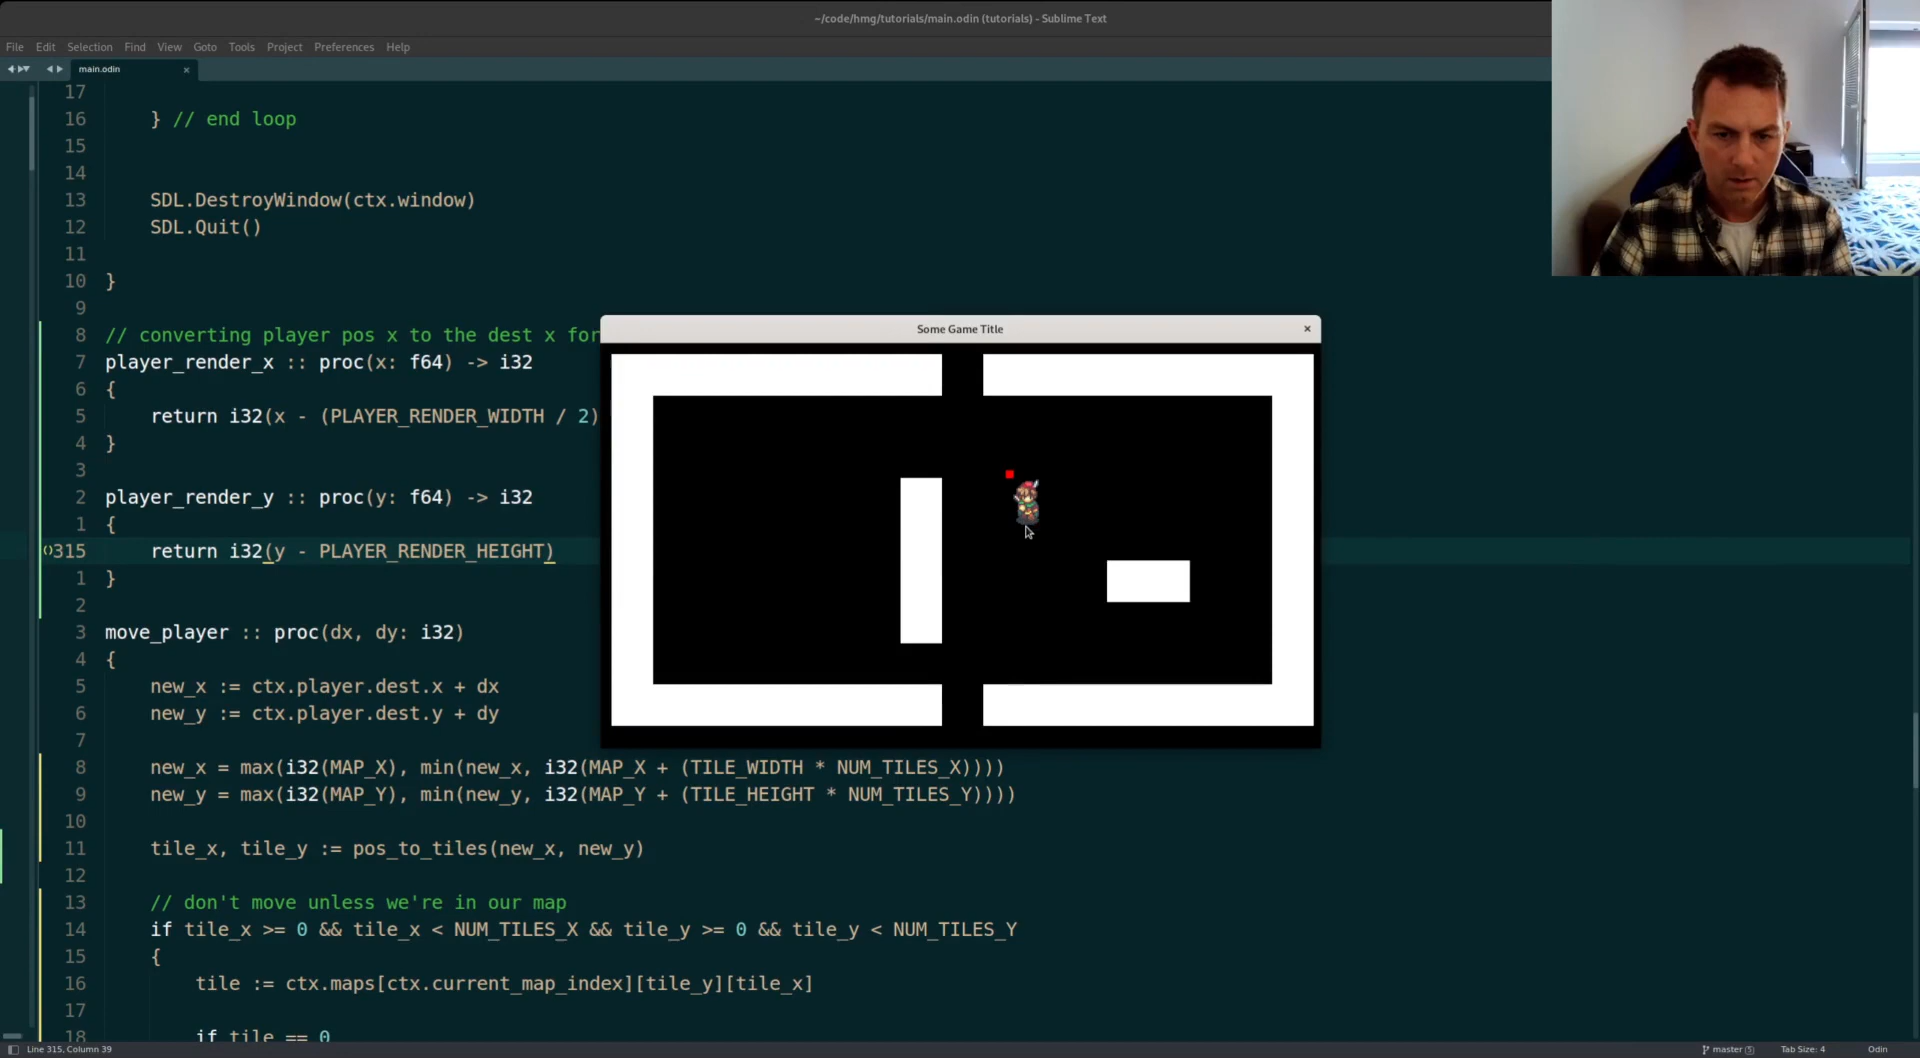 ~/code/hmg/tutorials/main.odin (tutorials) - Sublime Text
File Edit Selection Find View Goto Tools Project Preferences Help
main.odin
17
16 } // end loop
15
14
13 SDL.DestroyWindow(ctx.window)
12 SDL.Quit()
11
10 }
9
8 // converting player pos x to the dest x for
7 player_render_x :: proc(x: f64) -> i32
6 {
5 return i32(x - (PLAYER_RENDER_WIDTH / 2)
4 }
3
2 player_render_y :: proc(y: f64) -> i32
1 {
315 return i32(y - PLAYER_RENDER_HEIGHT)
1 }
2
3 move_player :: proc(dx, dy: i32)
4 {
5 new_x := ctx.player.dest.x + dx
6 new_y := ctx.player.dest.y + dy
7
8 new_x = max(i32(MAP_X), min(new_x, i32(MAP_X + (TILE_WIDTH * NUM_TILES_X))))
9 new_y = max(i32(MAP_Y), min(new_y, i32(MAP_Y + (TILE_HEIGHT * NUM_TILES_Y))))
10
11 tile_x, tile_y := pos_to_tiles(new_x, new_y)
12
13 // don't move unless we're in our map
14 if tile_x >= 0 && tile_x < NUM_TILES_X && tile_y >= 0 && tile_y < NUM_TILES_Y
15 {
16 tile := ctx.maps[ctx.current_map_index][tile_y][tile_x]
17
18 if tile == 0
Some Game Title
Line 315, Column 39
master 5
Tab Size: 4
Odin